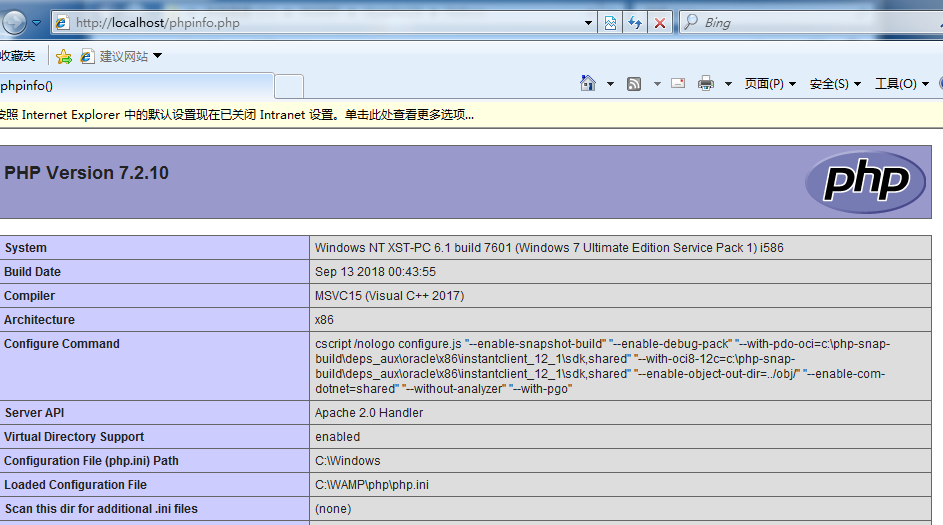 http://localhost/phpinfo.php
Bing
收藏夹
建议网站
phpinfo()
页面(P)
安全(S)
工具(O)
按照 Internet Explorer 中的默认设置现在已关闭 Intranet 设置。单击此处查看更多选项...
PHP Version 7.2.10
php
System Windows NT XST-PC 6.1 build 7601 (Windows 7 Ultimate Edition Service Pack 1) i586
Build Date Sep 13 2018 00:43:55
Compiler MSVC15 (Visual C++ 2017)
Architecture x86
Configure Command cscript /nologo configure.js "--enable-snapshot-build" "--enable-debug-pack" "--with-pdo-oci=c:\php-snap-
build\deps_aux\oracle\x86\instantclient_12_1\sdk,shared" "--with-oci8-12c=c:\php-snap-
build\deps_aux\oracle\x86\instantclient_12_1\sdk,shared" "--enable-object-out-dir=../obj/" "--enable-com-
dotnet=shared" "--without-analyzer" "--with-pgo"
Server API Apache 2.0 Handler
Virtual Directory Support enabled
Configuration File (php.ini) Path C:\Windows
Loaded Configuration File C:\WAMP\php\php.ini
Scan this dir for additional .ini files (none)